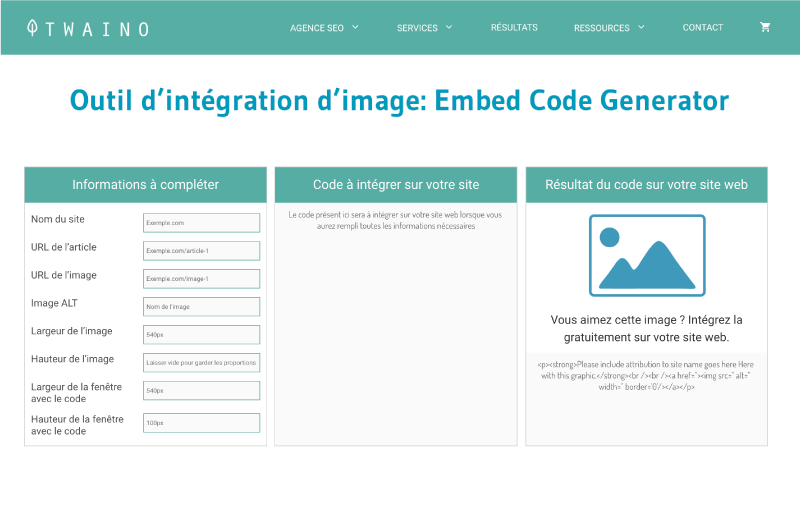 TWAINO
AGENCE SEO
SERVICES
RÉSULTATS
RESSOURCES
CONTACT
Outil d'intégration d'image: Embed Code Generator
Informations à compléter
Nom du site
Exemple.com
URL de l'article
Exemple.com/article-1
URL de l'image
Exemple.com/image-1
Image ALT
Nom de l'image
Largeur de l'image
540px
Hauteur de l'image
Laisser vide pour garder les proportions
Largeur de la fenêtre
avec le code
540px
Hauteur de la fenêtre
avec le code
100px
Code à intégrer sur votre site
Le code présent ici sera à intégrer sur votre site web lorsque vous
aurez rempli toutes les informations nécessaires
Résultat du code sur votre site web
Vous aimez cette image ? Intégrez la
gratuitement sur votre site web.
<p><strong>Please include attribution to site name goes here Here
with this graphic.</strong><br /><br /><a href=''><img src='' alt=''
width='' border='0'/></a></p>